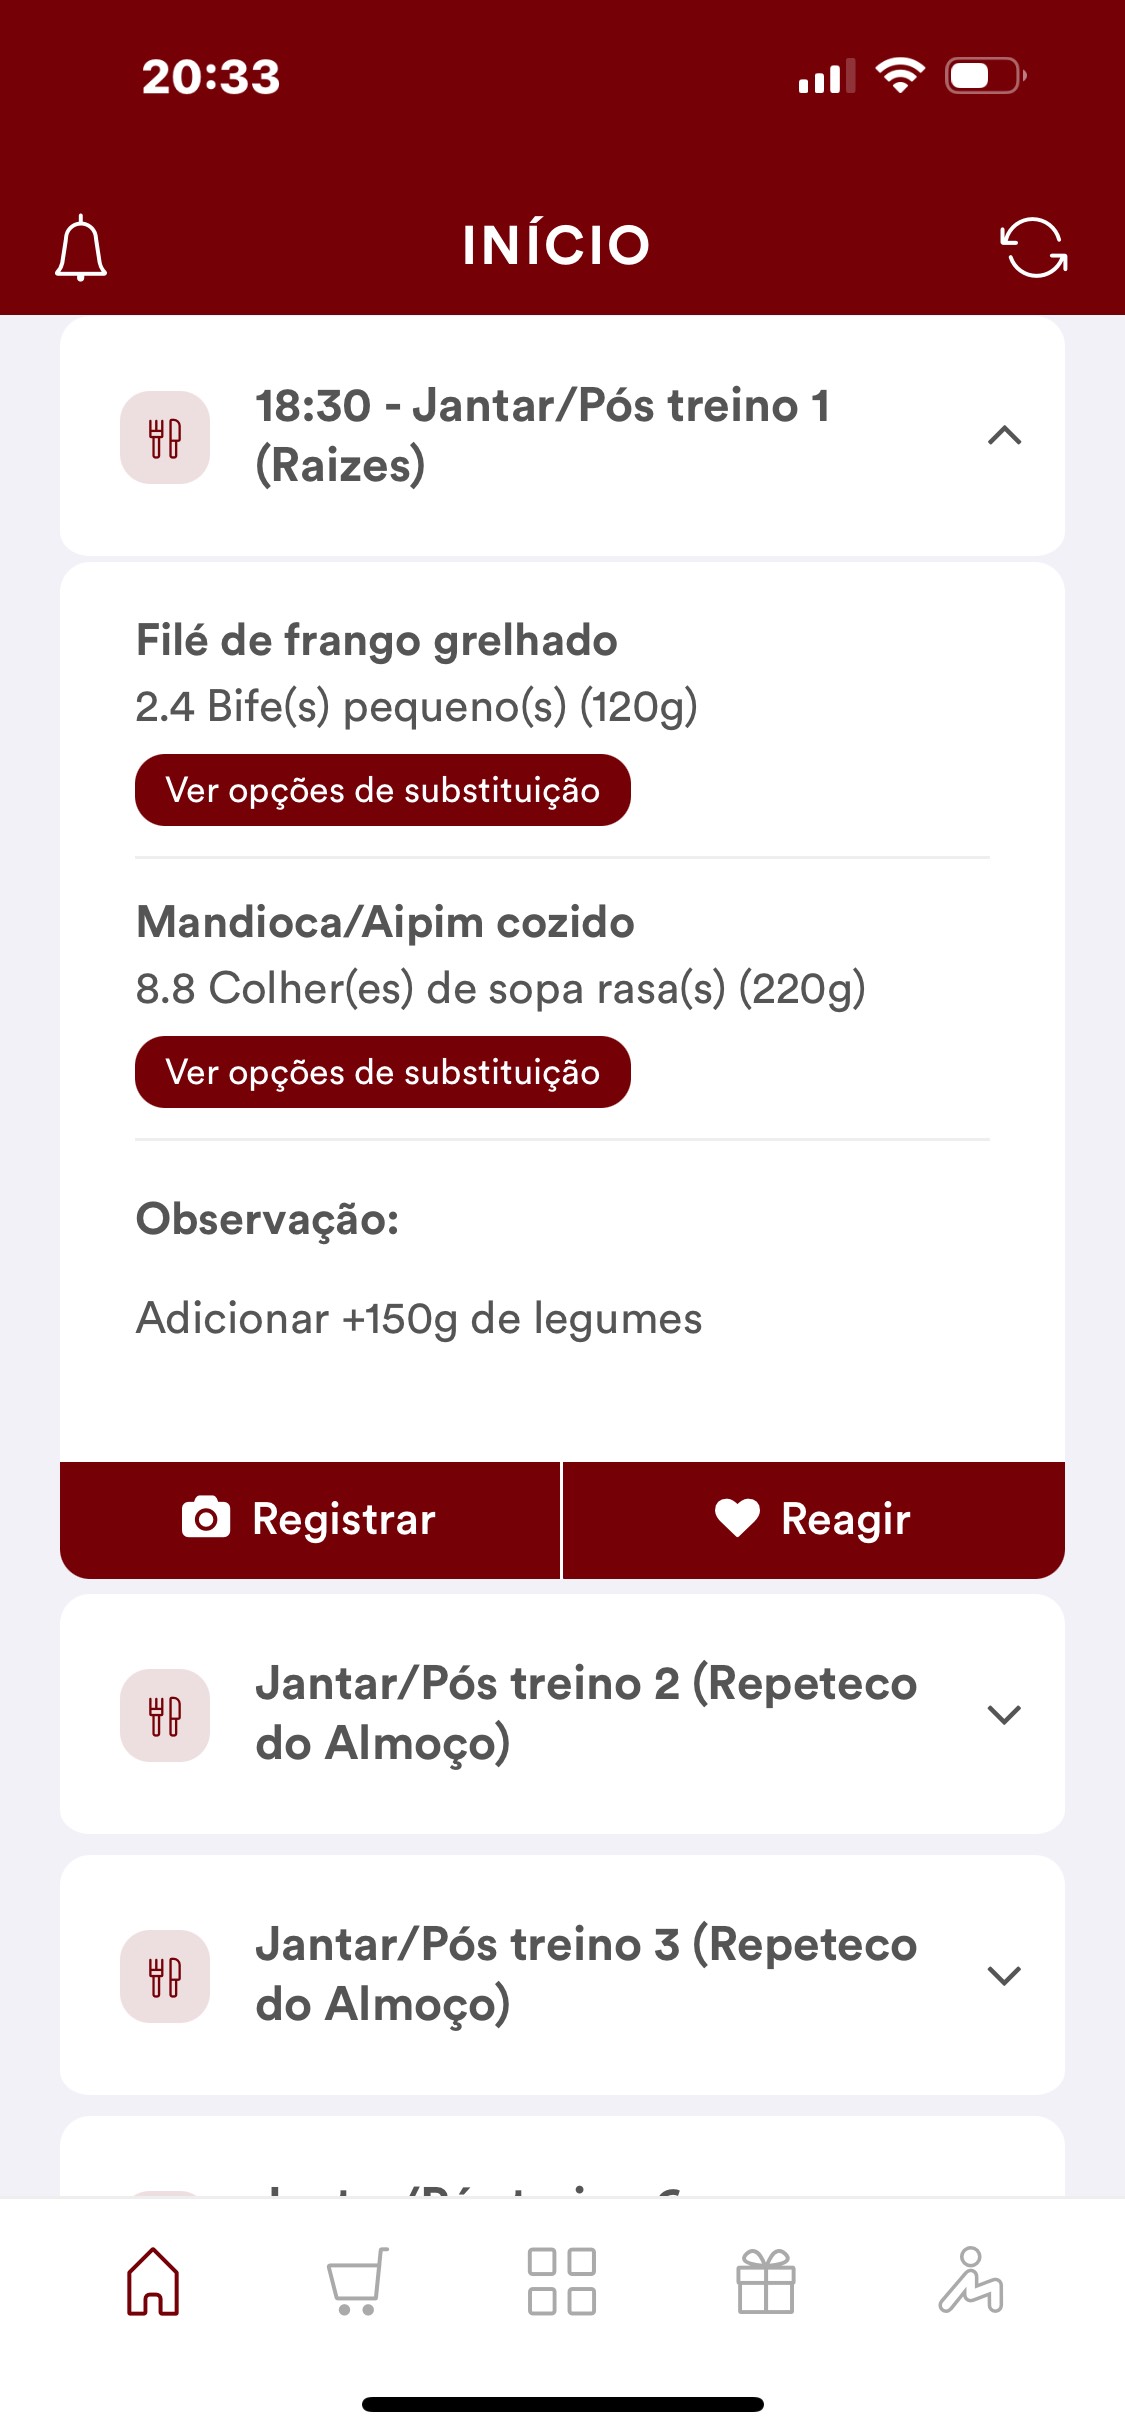 20:33
INÍCIO
18:30 - Jantar/Pós treino 1
(Raizes)
Filé de frango grelhado
2.4 Bife(s) pequeno(s) (120g)
Ver opções de substituição
Mandioca/Aipim cozido
8.8 Colher(es) de sopa rasa(s) (220g)
Ver opções de substituição
Observação:
Adicionar +150g de legumes
Registrar
Reagir
Jantar/Pós treino 2 (Repeteco
do Almoço)
Jantar/Pós treino 3 (Repeteco
do Almoço)